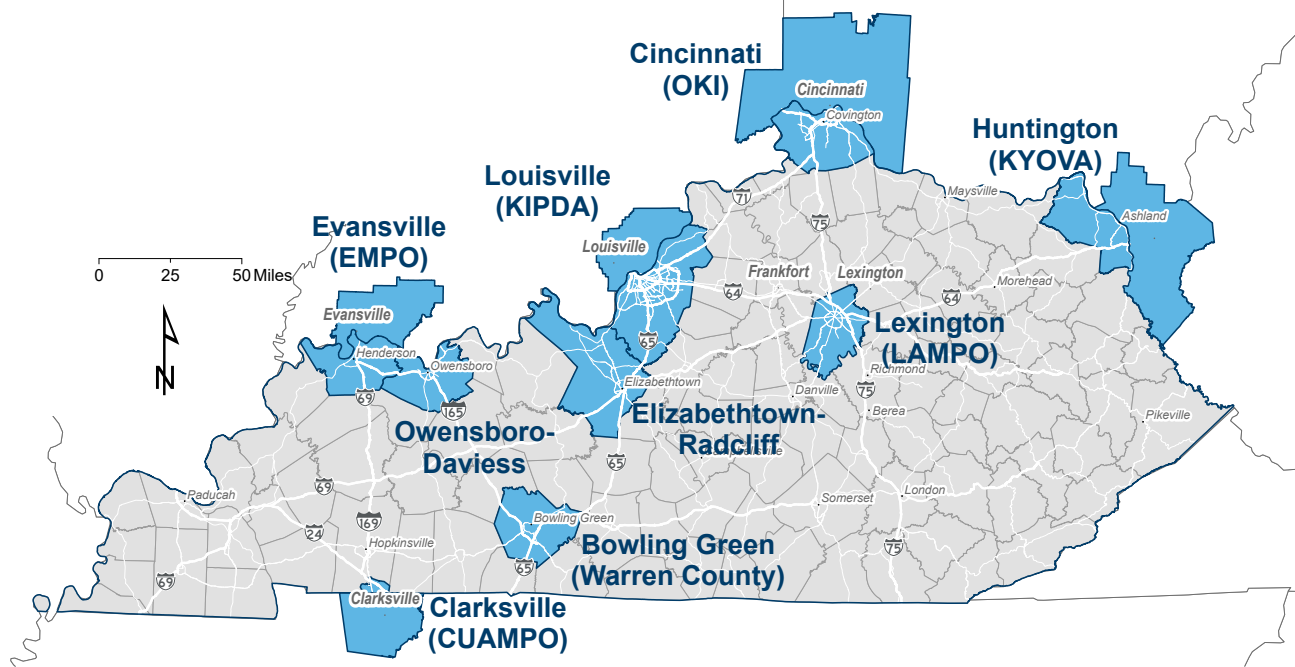 Cincinnati
(OKI)
Cincinnati
Covington
Huntington
(KYOVA)
Louisville
(KIPDA)
71
Maysville
75
Ashland
Evansville
(EMPO)
Louisville
0 25 50 Miles
Frankfort
Lexington
64
64
Morehead
Evansville
N
Lexington
(LAMPO)
65
Henderson
Owensboro
Elizabethtown
Richmond
Danville
75
69
165
Berea
Pikeville
Elizabethtown-
Radcliff
Owensboro-
Daviess
Campbellsville
65
69
Paducah
Somerset
London
169
24
Bowling Green
Hopkinsville
Bowling Green
(Warren County)
75
65
69
Clarksville
Clarksville
(CUAMPO)